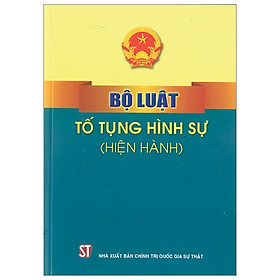 BỘ LUẬT
TỐ TỤNG HÌNH SỰ
(HIỆN HÀNH)
ST
NHÀ XUẤT BẢN CHÍNH TRỊ QUỐC GIA SỰ THẬT